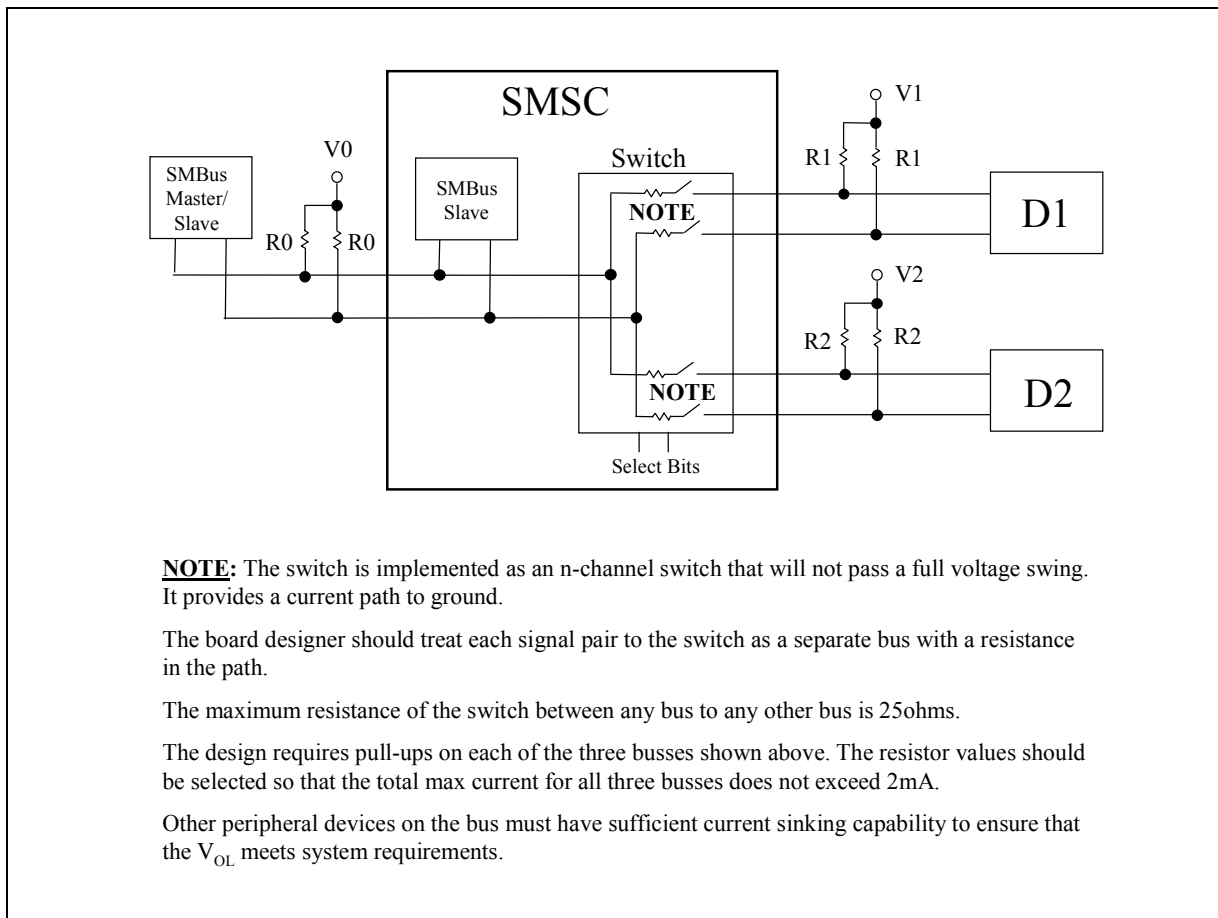 SMSC
V1
R1
R1
V0
Switch
SMBus
Master/
Slave
SMBus
Slave
NOTE
D1
R0
R0
V2
R2
R2
NOTE
D2
Select Bits
NOTE: The switch is implemented as an n-channel switch that will not pass a full voltage swing.
It provides a current path to ground.
The board designer should treat each signal pair to the switch as a separate bus with a resistance
in the path.
The maximum resistance of the switch between any bus to any other bus is 25ohms.
The design requires pull-ups on each of the three busses shown above. The resistor values should
be selected so that the total max current for all three busses does not exceed 2mA.
Other peripheral devices on the bus must have sufficient current sinking capability to ensure that
the VOL meets system requirements.